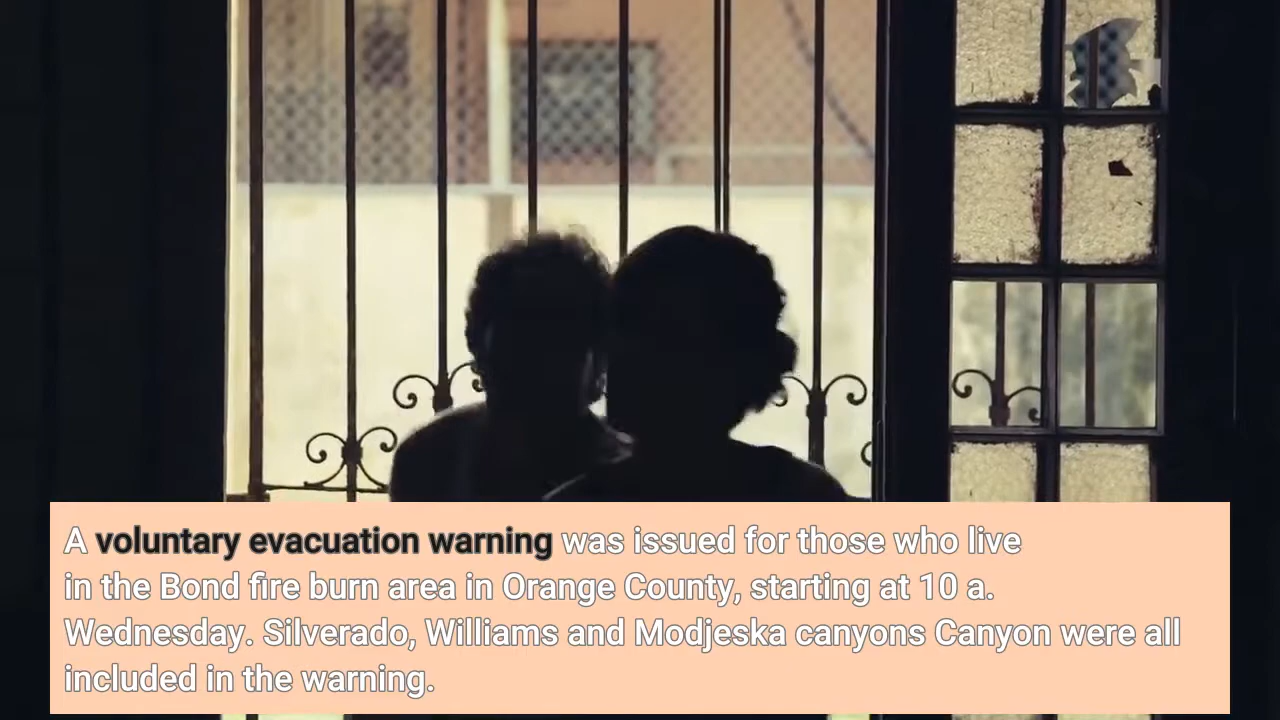 A voluntary evacuation warning was issued for those who live
in the Bond fire burn area in Orange County, starting at 10 a.
Wednesday. Silverado, Williams and Modjeska canyons Canyon were all
included in the warning.